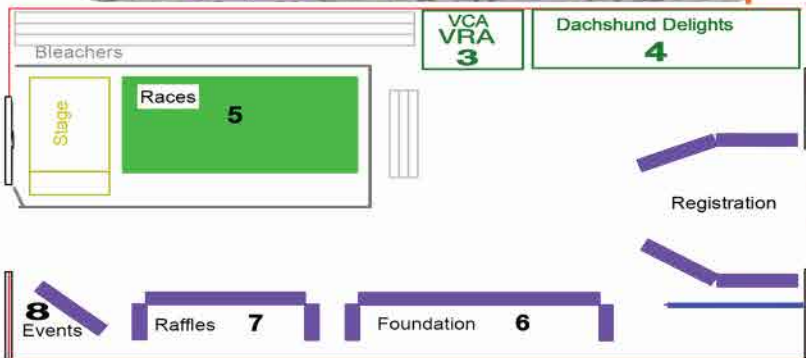 VCA
VRA
3
Dachshund Delights
4
Bleachers
Stage
Races
5
Registration
8
Events
Raffles 7
Foundation 6